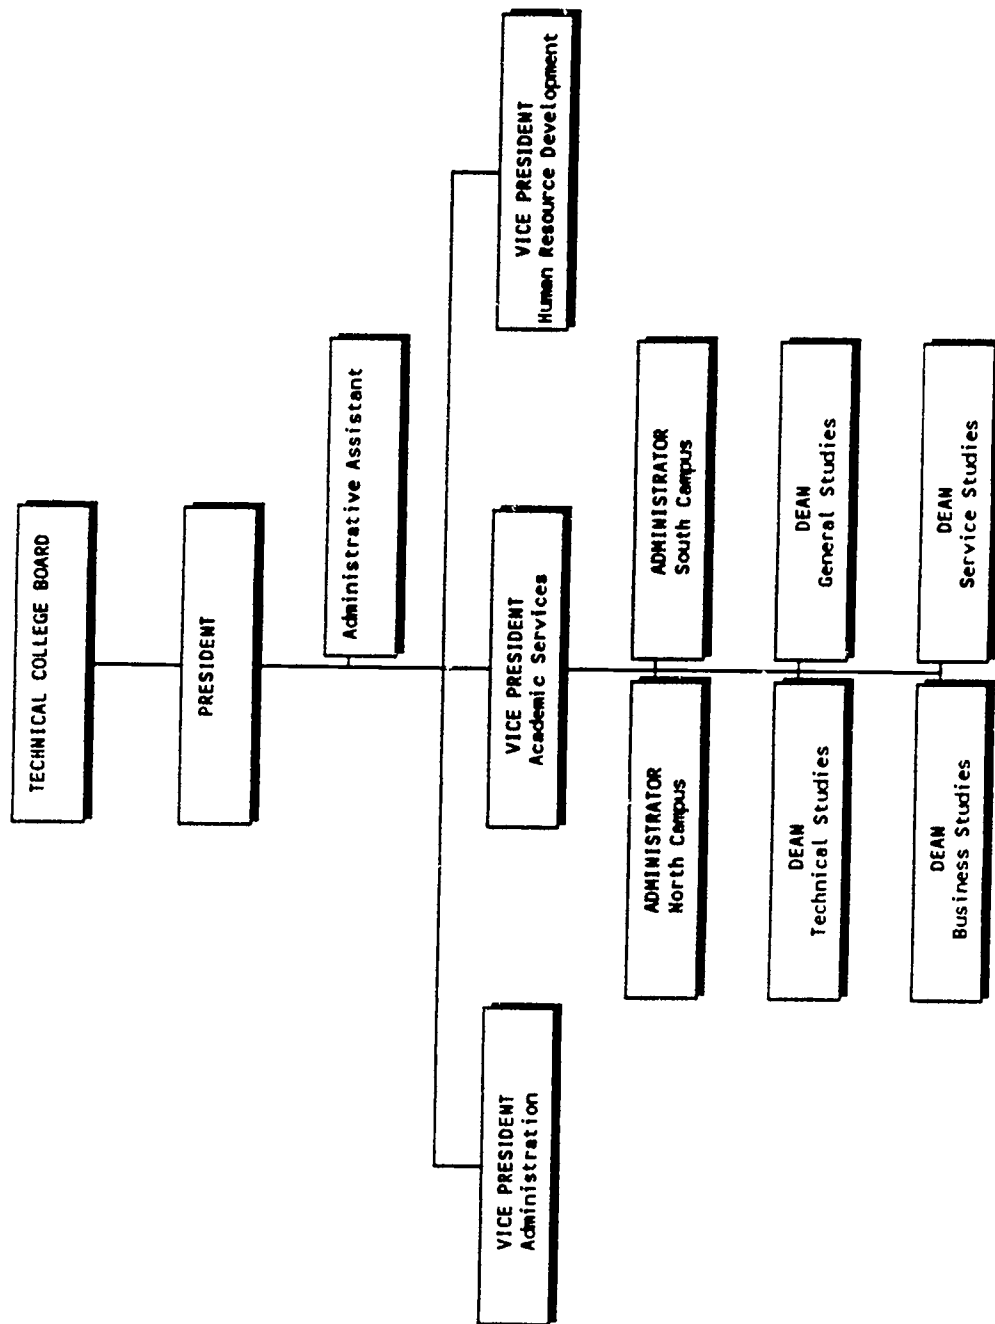 TECHNICAL COLLEGE BOARD
PRESIDENT
Administrative Assistant
VICE PRESIDENT
Administration
VICE PRESIDENT
Academic Services
VICE PRESIDENT
Human Resource Development
ADMINISTRATOR
North Campus
ADMINISTRATOR
South Campus
DEAN
Technical Studies
DEAN
General Studies
DEAN
Business Studies
DEAN
Service Studies